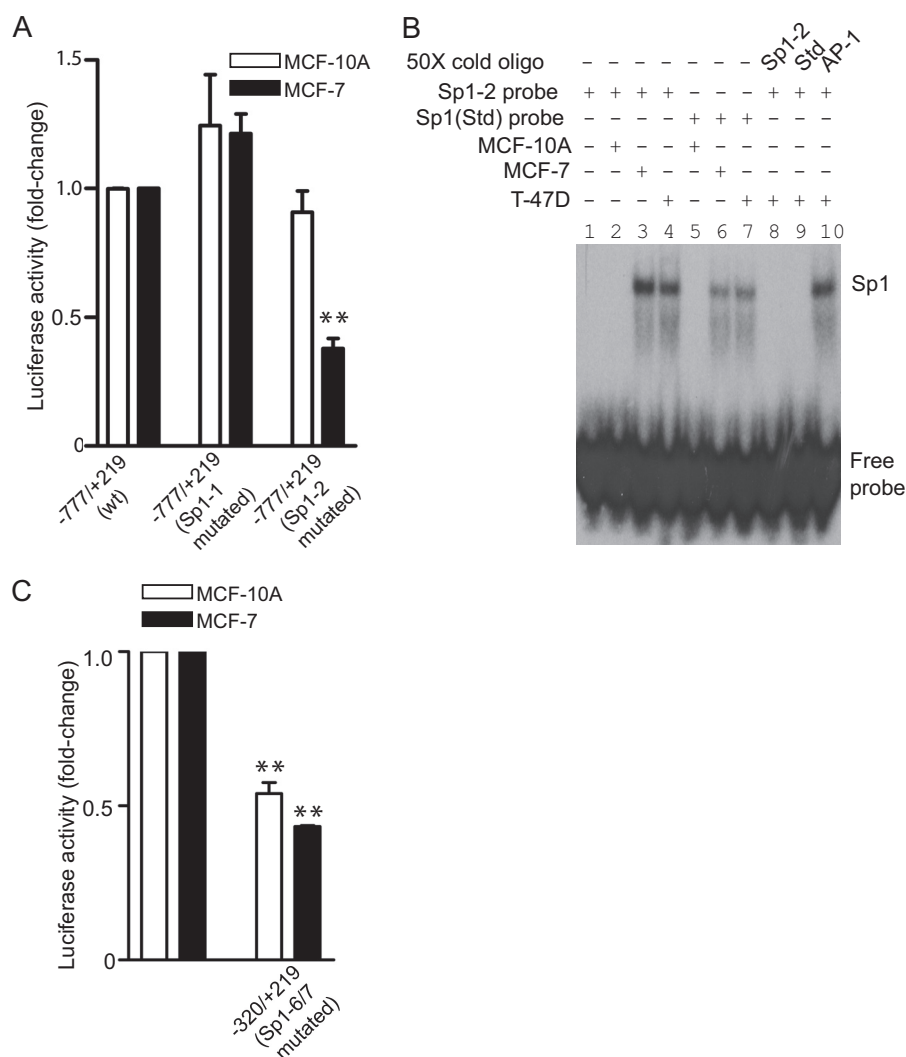 A
MCF-10A
MCF-7
Luciferase activity (fold-change)
1.5
1.0
0.5
0
**
-777/+219
(wt)
-777/+219
(Sp1-1
mutated)
-777/+219
(Sp1-2
mutated)
B
Sp1-2
Std
AP-1
50X cold oligo – – – – – – –
Sp1-2 probe + + + + – – – + + +
Sp1(Std) probe – – – – + + + – – –
MCF-10A – + – – + – – – – –
MCF-7 – – + – – + – – – –
T-47D – – – + – – + + + +
1 2 3 4 5 6 7 8 9 10
Sp1
Free
probe
C
MCF-10A
MCF-7
Luciferase activity (fold-change)
1.0
0.5
0
**
**
-320/+219
(Sp1-6/7
mutated)